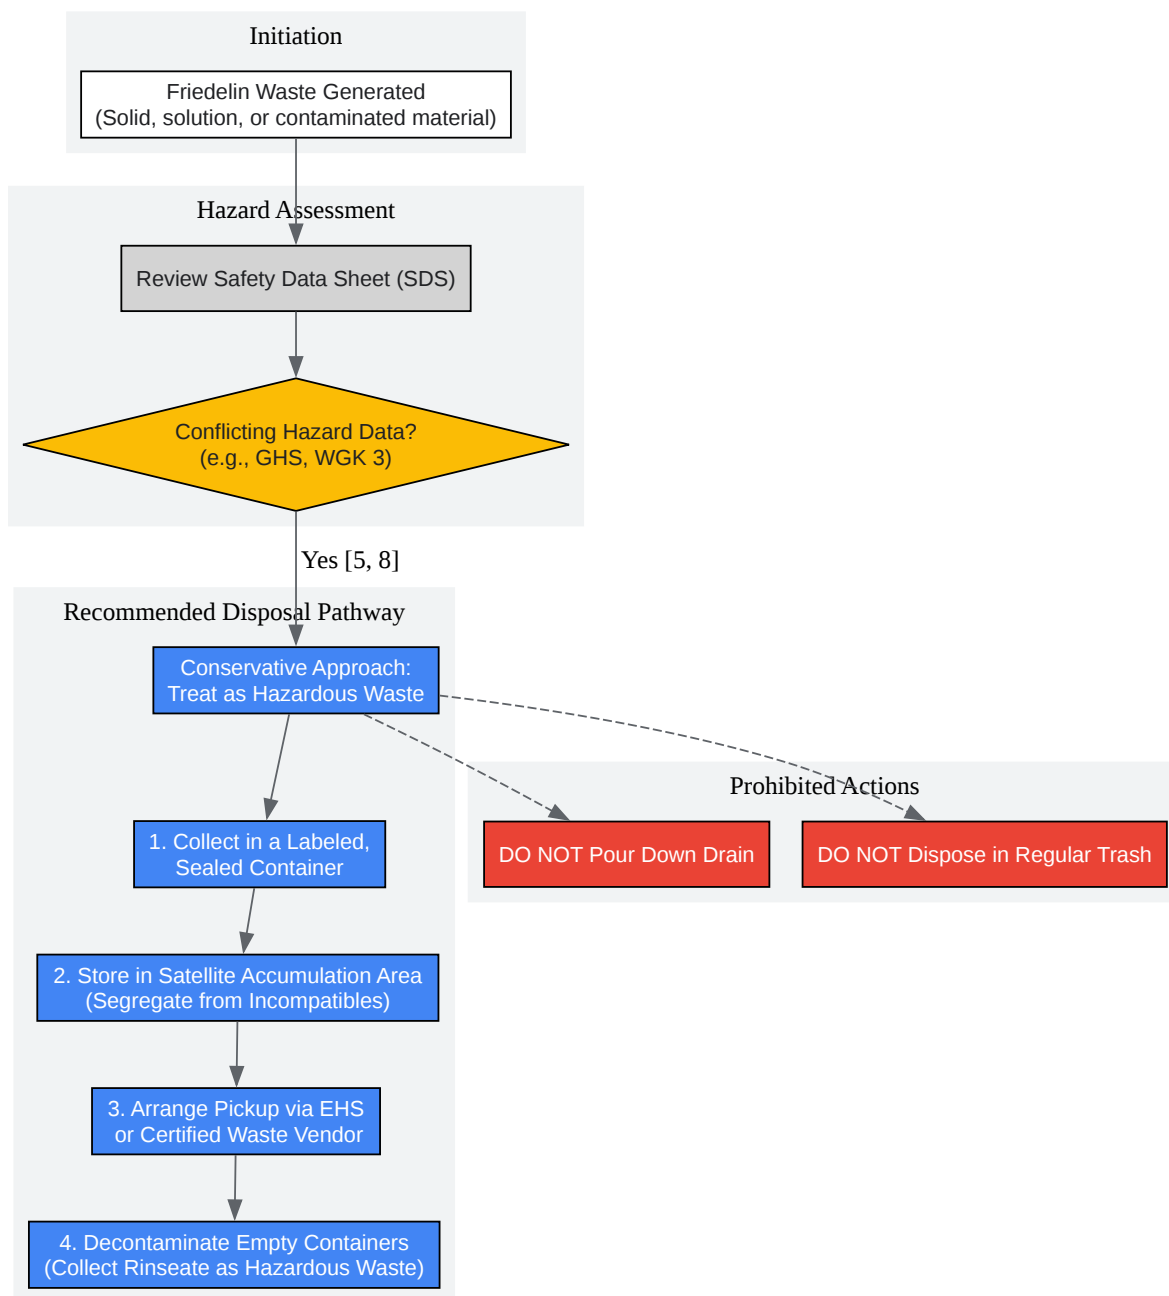 Initiation
Friedelin Waste Generated
(Solid, solution, or contaminated material)
Hazard Assessment
Review Safety Data Sheet (SDS)
Conflicting Hazard Data?
(e.g., GHS, WGK 3)
Yes [5, 8]
Recommended Disposal Pathway
Conservative Approach:
Treat as Hazardous Waste
Prohibited Actions
DO NOT Pour Down Drain
DO NOT Dispose in Regular Trash
1. Collect in a Labeled,
Sealed Container
2. Store in Satellite Accumulation Area
(Segregate from Incompatibles)
3. Arrange Pickup via EHS
or Certified Waste Vendor
4. Decontaminate Empty Containers
(Collect Rinseate as Hazardous Waste)